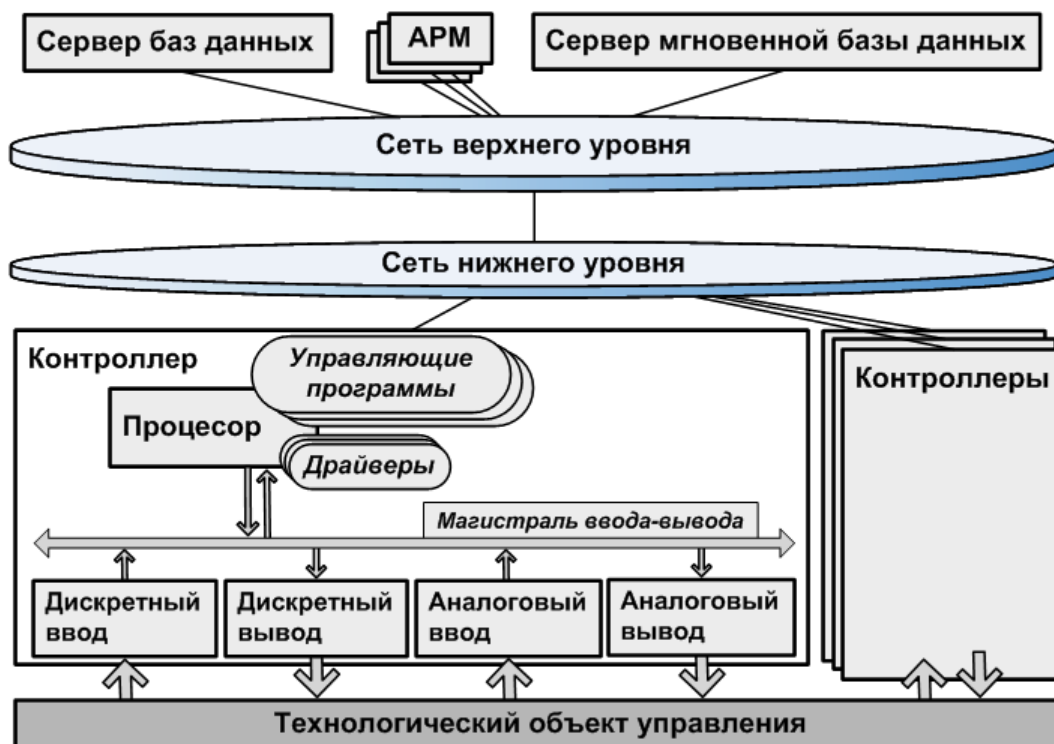 Сервер баз данных
АРМ
Сервер мгновенной базы данных
Сеть верхнего уровня
Сеть нижнего уровня
Контроллер
Управляющие
программы
Контроллеры
Процесор
Драйверы
Магистраль ввода-вывода
Дискретный
ввод
Дискретный
вывод
Аналоговый
ввод
Аналоговый
вывод
Технологический объект управления